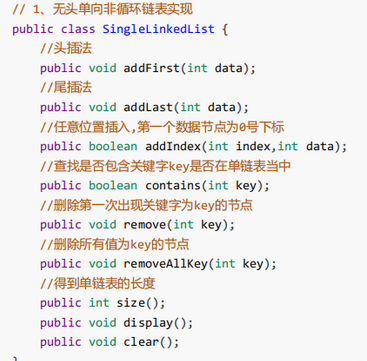 // 1、无头单向非循环链表实现
public class SingleLinkedList {
//头插法
public void addFirst(int data);
//尾插法
public void addLast(int data);
//任意位置插入,第一个数据节点为0号下标
public boolean addIndex(int index,int data);
//查找是否包含关键字key是否在单链表当中
public boolean contains(int key);
//删除第一次出现关键字为key的节点
public void remove(int key);
//删除所有值为key的节点
public void removeAllKey(int key);
//得到单链表的长度
public int size();
public void display();
public void clear();
}